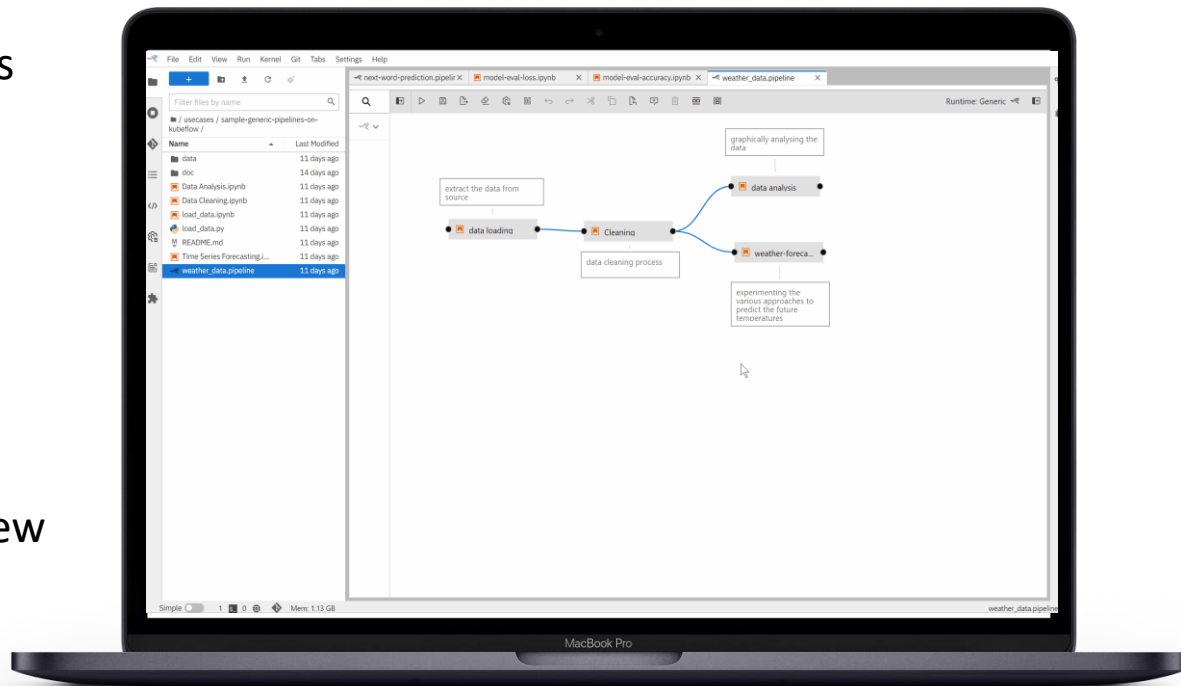 s
ew
File Edit View Run Kernel Git Tabs Settings Help
+
Filter files by name
/ usecases / sample-generic-pipelines-on-
kubeflow /
Name Last Modified
data 11 days ago
doc 14 days ago
Data Analysis.ipynb 11 days ago
Data Cleaning.ipynb 11 days ago
load_data.ipynb 11 days ago
load_data.py 11 days ago
README.md 11 days ago
Time Series Forecasting.i... 11 days ago
weather_data.pipeline 11 days ago
next-word-prediction.pipelir X model-eval-loss.ipynb X model-eval-accuracy.ipynb X weather_data.pipeline X
Runtime: Generic
graphically analysing the
data
data analysis
extract the data from
source
data loading
Cleaning
data cleaning process
weather-foreca...
experimenting the
various approaches to
predict the future
temperatures
Simple 1 0 Mem: 1.13 GB weather_data.pipeline
MacBook Pro